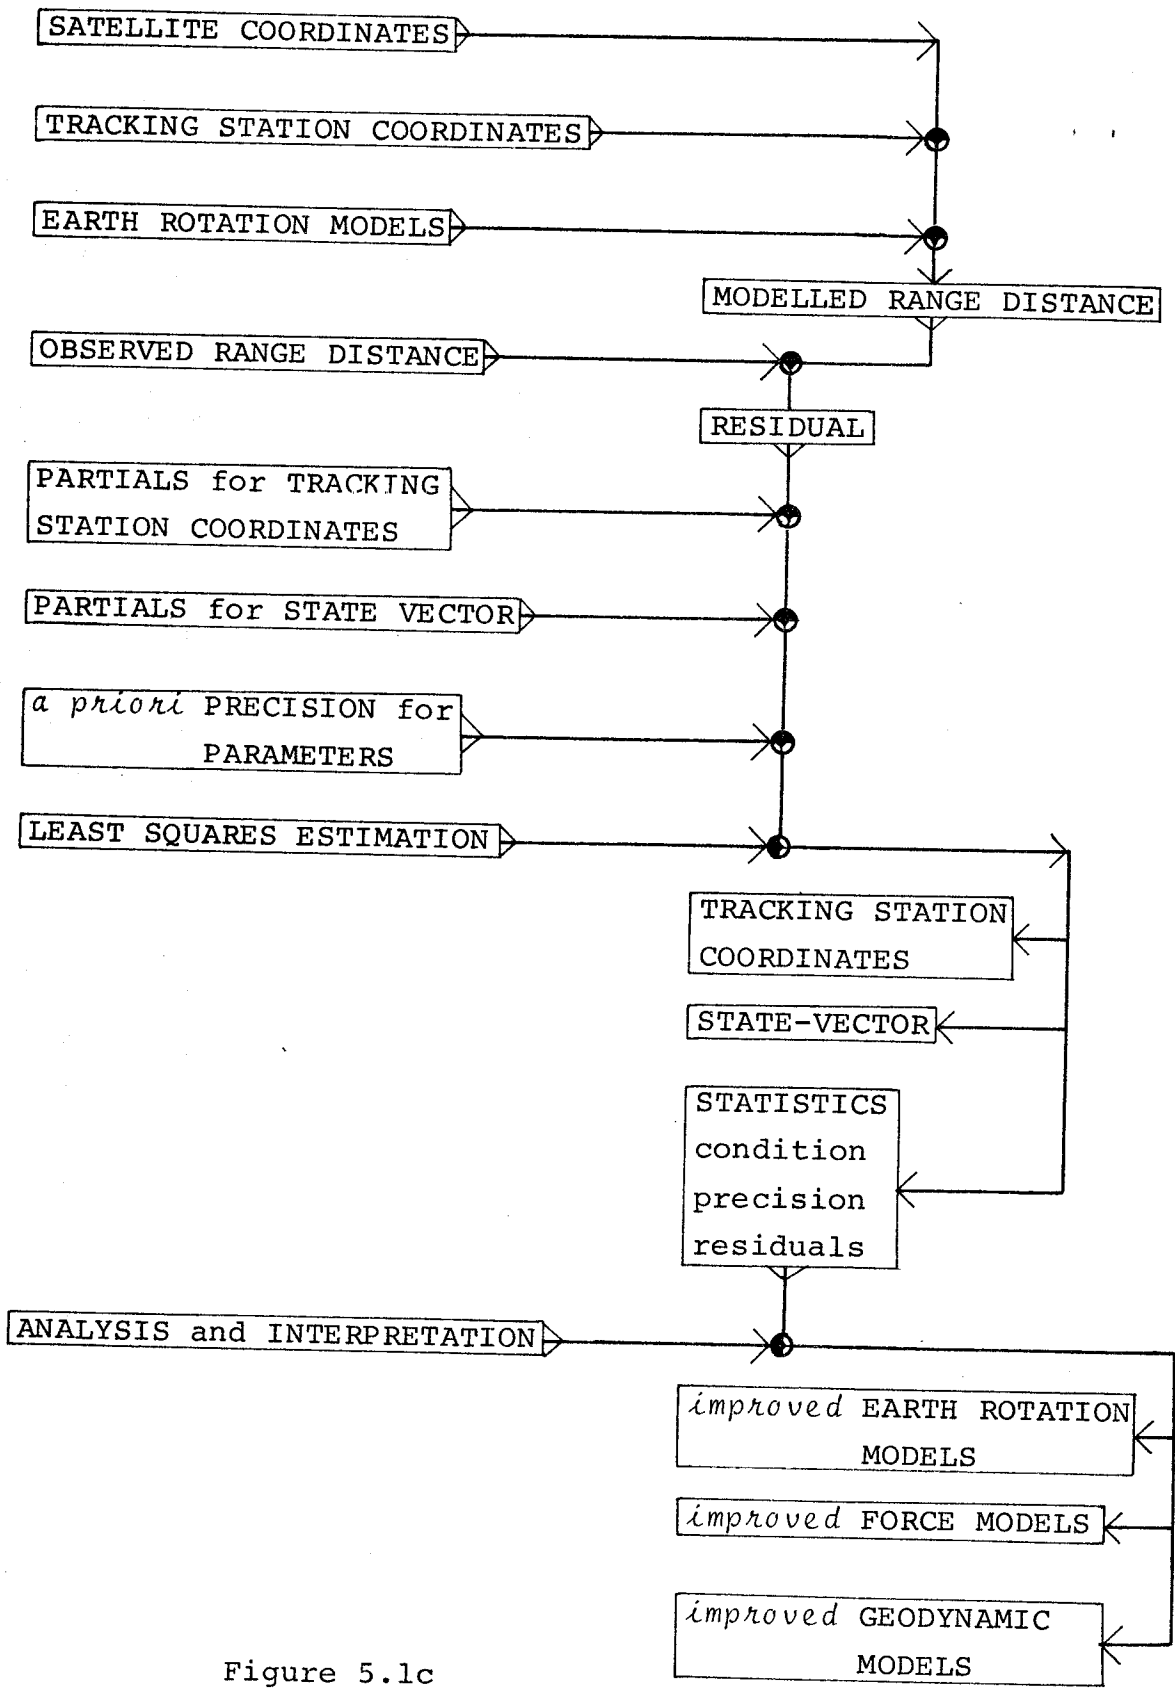 SATELLITE COORDINATES
TRACKING STATION COORDINATES
EARTH ROTATION MODELS
MODELLED RANGE DISTANCE
OBSERVED RANGE DISTANCE
RESIDUAL
PARTIALS for TRACKING
STATION COORDINATES
PARTIALS for STATE VECTOR
a priori PRECISION for
PARAMETERS
LEAST SQUARES ESTIMATION
TRACKING STATION
COORDINATES
STATE-VECTOR
STATISTICS
condition
precision
residuals
ANALYSIS and INTERPRETATION
improved EARTH ROTATION
MODELS
improved FORCE MODELS
improved GEODYNAMIC
MODELS
Figure 5.1c